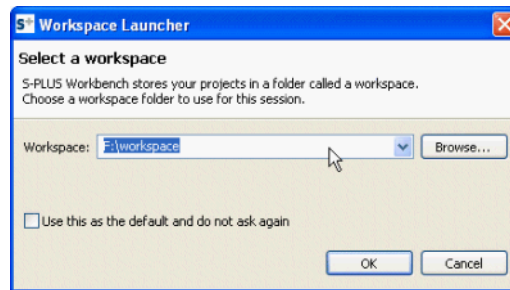 S+ Workspace Launcher
Select a workspace
S-PLUS Workbench stores your projects in a folder called a workspace.
Choose a workspace folder to use for this session.
Workspace: F:\workspace Browse...
Use this as the default and do not ask again
OK Cancel